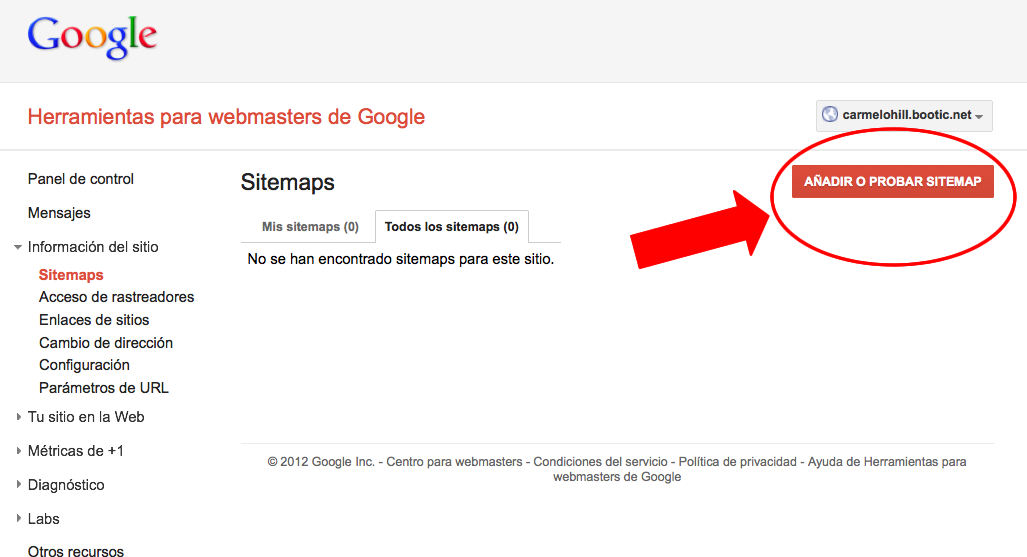 Google
Herramientas para webmasters de Google
carmelohill.bootic.net
Panel de control
Mensajes
Información del sitio
Sitemaps
Acceso de rastreadores
Enlaces de sitios
Cambio de dirección
Configuración
Parámetros de URL
Tu sitio en la Web
Métricas de +1
Diagnóstico
Labs
Otros recursos
Sitemaps
AÑADIR O PROBAR SITEMAP
Mis sitemaps (0)
Todos los sitemaps (0)
No se han encontrado sitemaps para este sitio.
© 2012 Google Inc. - Centro para webmasters - Condiciones del servicio - Política de privacidad - Ayuda de Herramientas para
webmasters de Google